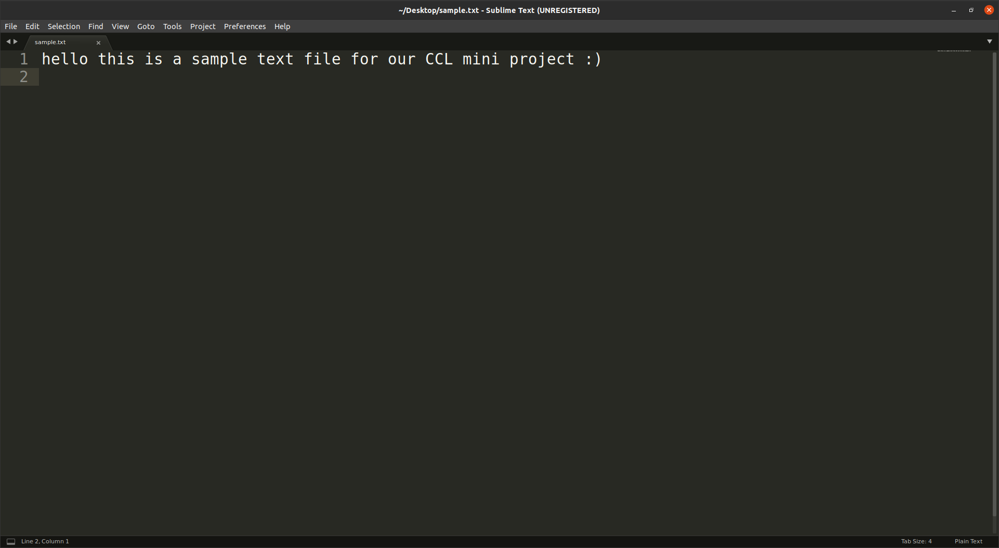 ~/Desktop/sample.txt - Sublime Text (UNREGISTERED)
File Edit Selection Find View Goto Tools Project Preferences Help
sample.txt
1 hello this is a sample text file for our CCL mini project :)
2
Line 2, Column 1
Tab Size: 4
Plain Text